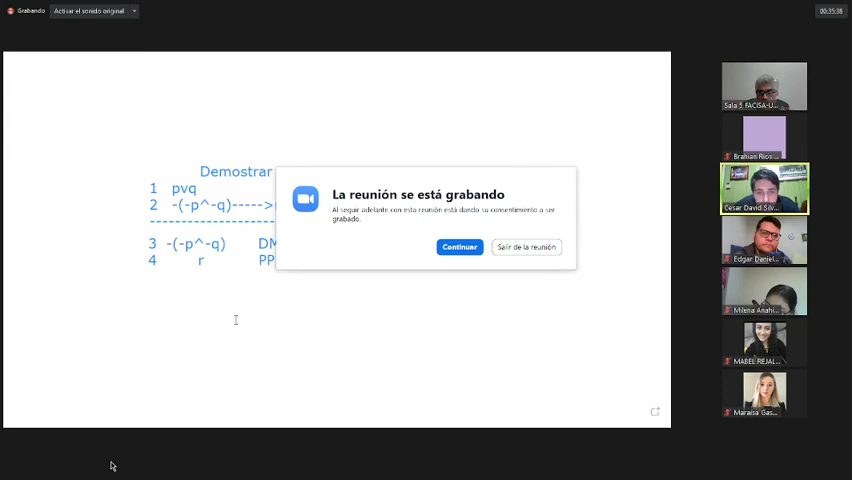 Grabando
Activar el sonido original
00:35:38
Demostrar
1 pvq
2 -(-p^-q)----->
3 -(-p^-q) DM
4 r PP
La reunión se está grabando
Al seguir adelante con esta reunión está dando su consentimiento a ser
grabado.
Continuar
Salir de la reunión
Sala 5 FACISA-U...
Brahian Rios ...
Cesar David Silv...
Edgar Daniel...
Milena Anahi...
MABEL REJAL...
Maraisa Gas...